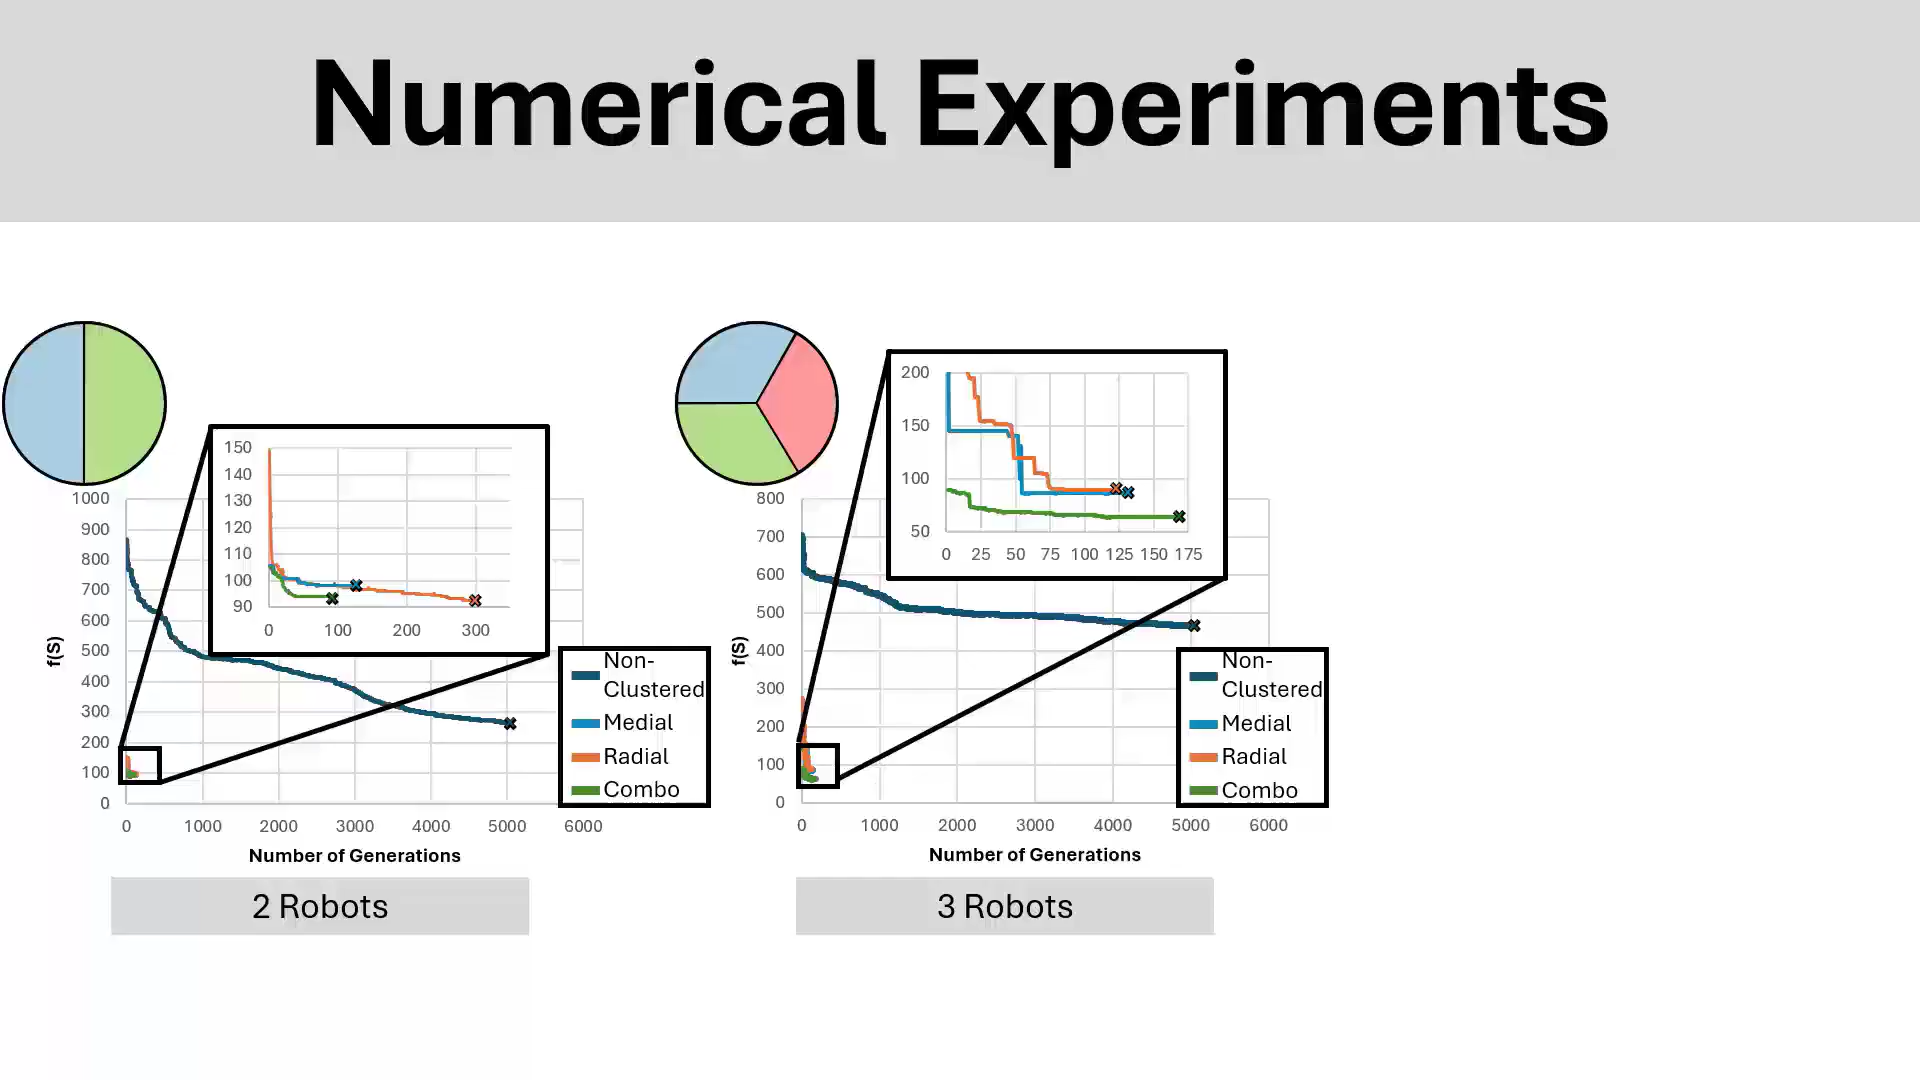 Numerical Experiments
150
140
130
120
110
100
90
0 100 200 300
1000
900
800
700
600
500
400
300
200
100
0
f(S)
0 1000 2000 3000 4000 5000 6000
Number of Generations
Non-
Clustered
Medial
Radial
Combo
2 Robots
200
150
100
50
0 25 50 75 100 125 150 175
800
700
600
500
400
300
200
100
0
f(S)
0 1000 2000 3000 4000 5000 6000
Number of Generations
Non-
Clustered
Medial
Radial
Combo
3 Robots